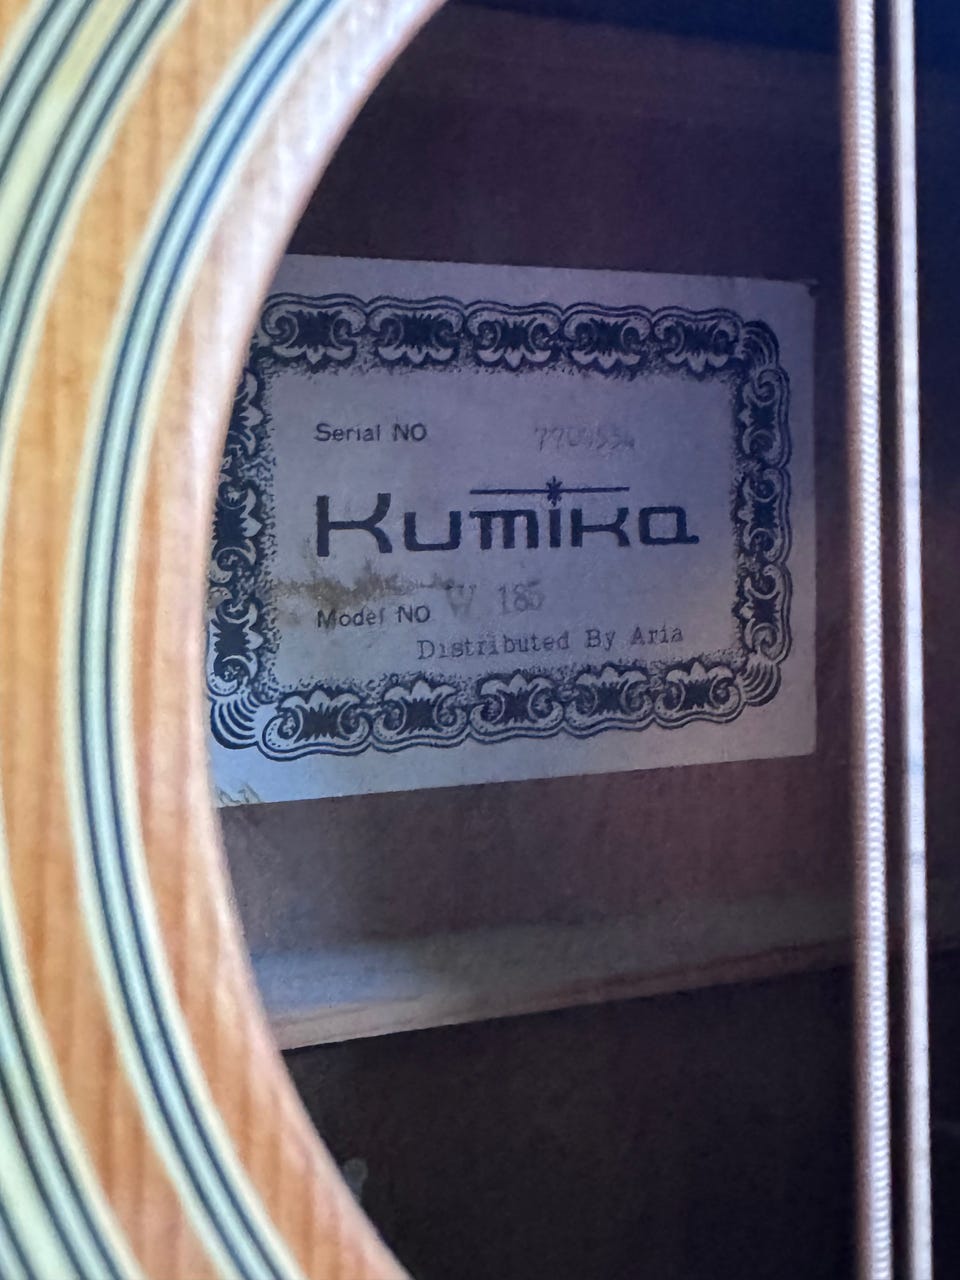 Serial NO
Kumika
Model NO W 185
Distributed By Aria